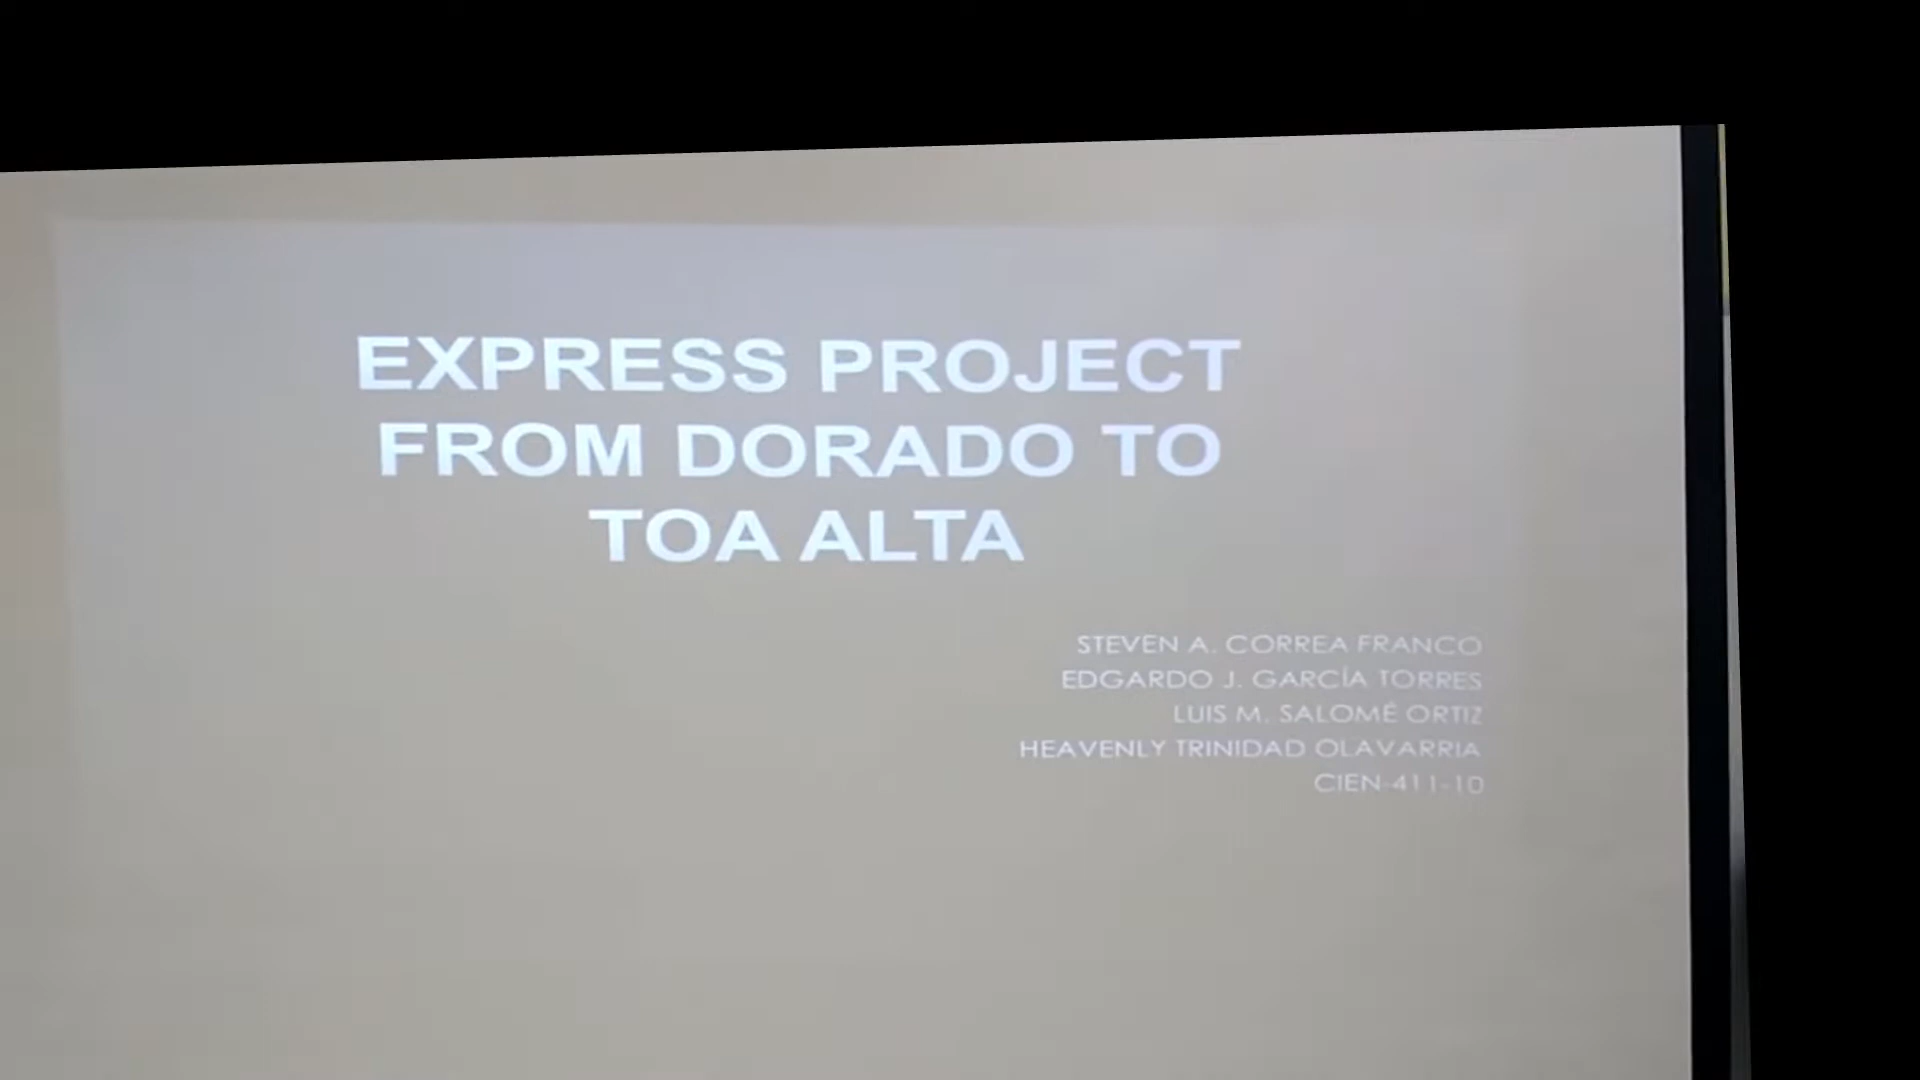 EXPRESS PROJECT
FROM DORADO TO
TOA ALTA
STEVEN A. CORREA FRANCO
EDGARDO J. GARCÍA TORRES
LUIS M. SALOMÉ ORTIZ
HEAVENLY TRINIDAD OLAVARRIA
CIEN-411-10